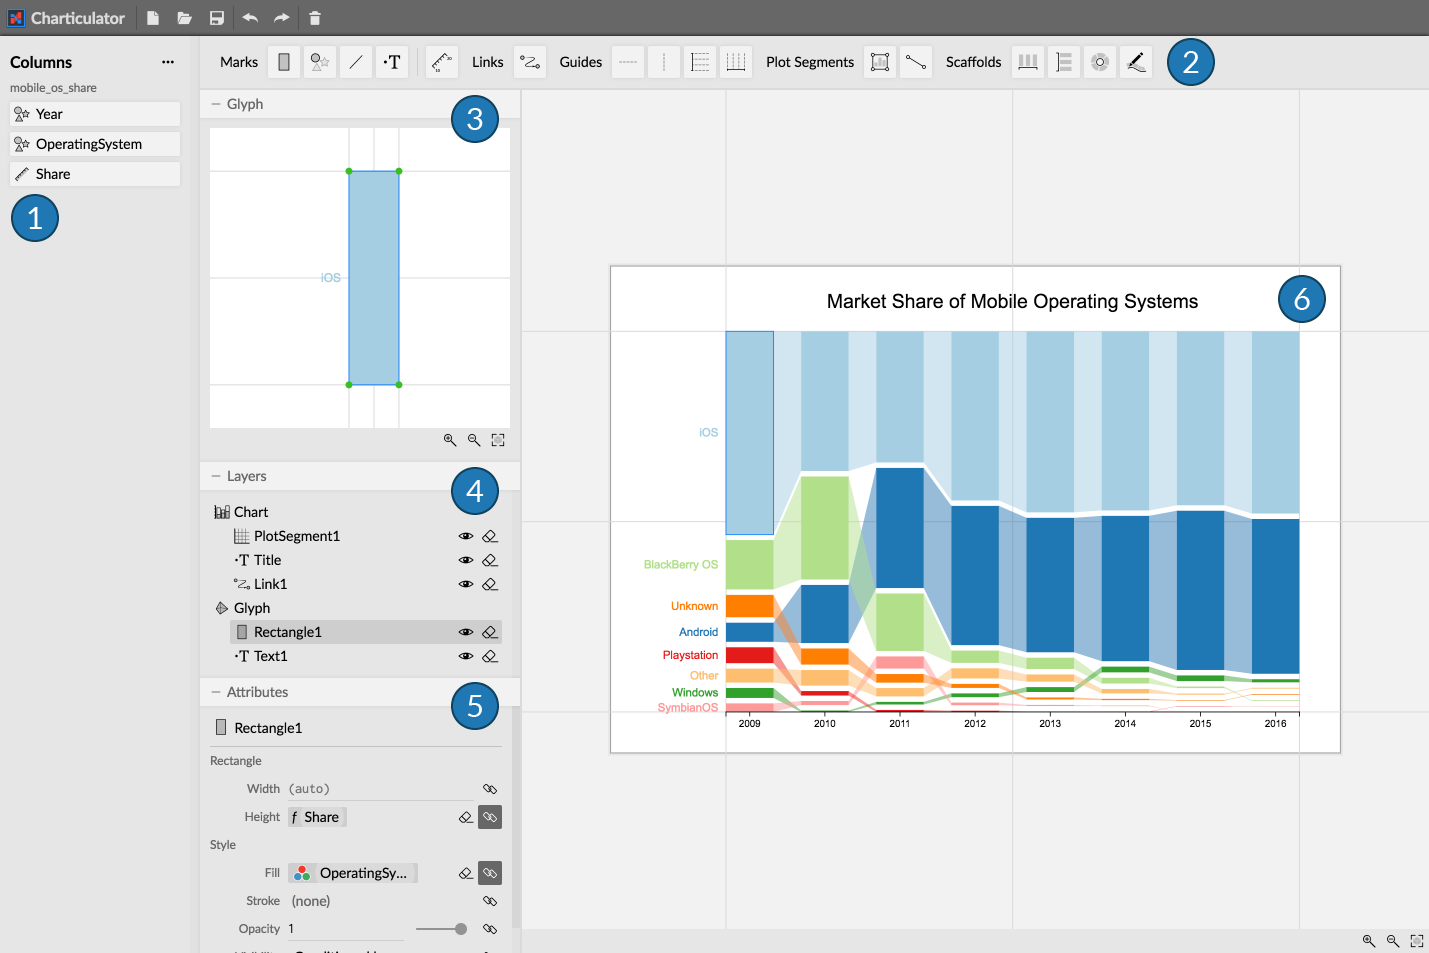 Charticulator
Columns
mobile_os_share
Year
OperatingSystem
Share
1
Marks
T
Links
Guides
Plot Segments
Scaffolds
2
Glyph
3
iOS
Layers
4
Chart
PlotSegment1
T Title
Link1
Glyph
Rectangle1
T Text1
Attributes
5
Rectangle1
Rectangle
Width (auto)
Height f Share
Style
Fill OperatingSy...
Stroke (none)
Opacity 1
Market Share of Mobile Operating Systems
6
iOS
BlackBerry OS
Unknown
Android
Playstation
Other
Windows
SymbianOS
2009 2010 2011 2012 2013 2014 2015 2016